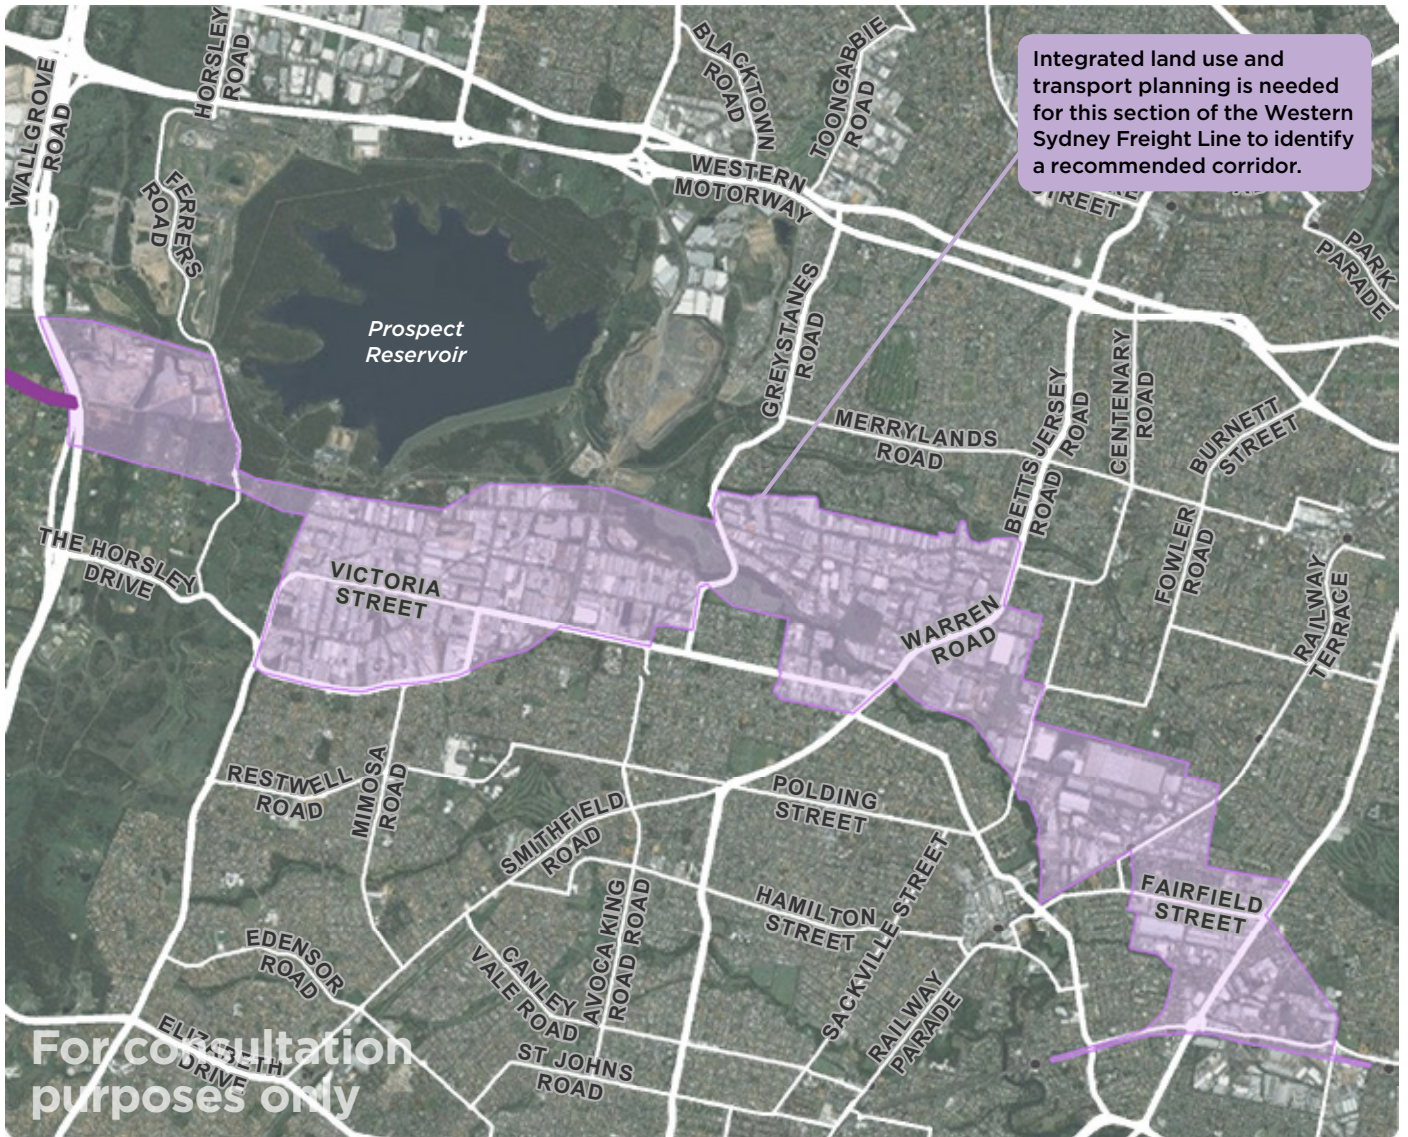 HORSLEY
ROAD
BLACKTOWN
ROAD
TOONGABBIE
ROAD
Integrated land use and
transport planning is needed
for this section of the Western
Sydney Freight Line to identify
a recommended corridor.
WALLGROVE
ROAD
WESTERN
MOTORWAY
STREET
FERRERS
ROAD
PARK
PARADE
Prospect
Reservoir
GREYSTANES
ROAD
MERRYLANDS
ROAD
BETTS
ROAD
JERSEY
ROAD
CENTENARY
ROAD
BURNETT
STREET
FOWLER
ROAD
THE HORSLEY
DRIVE
VICTORIA
STREET
WARREN
ROAD
RAILWAY
TERRACE
RESTWELL
ROAD
MIMOSA
ROAD
SMITHFIELD
ROAD
POLDING
STREET
FAIRFIELD
STREET
HAMILTON
STREET
SACKVILLE STREET
EDENSOR
ROAD
CANLEY
VALE ROAD
AVOCA
ROAD
KING
ROAD
RAILWAY
PARADE
ELIZABETH
DRIVE
ST JOHNS
ROAD
For consultation
purposes only